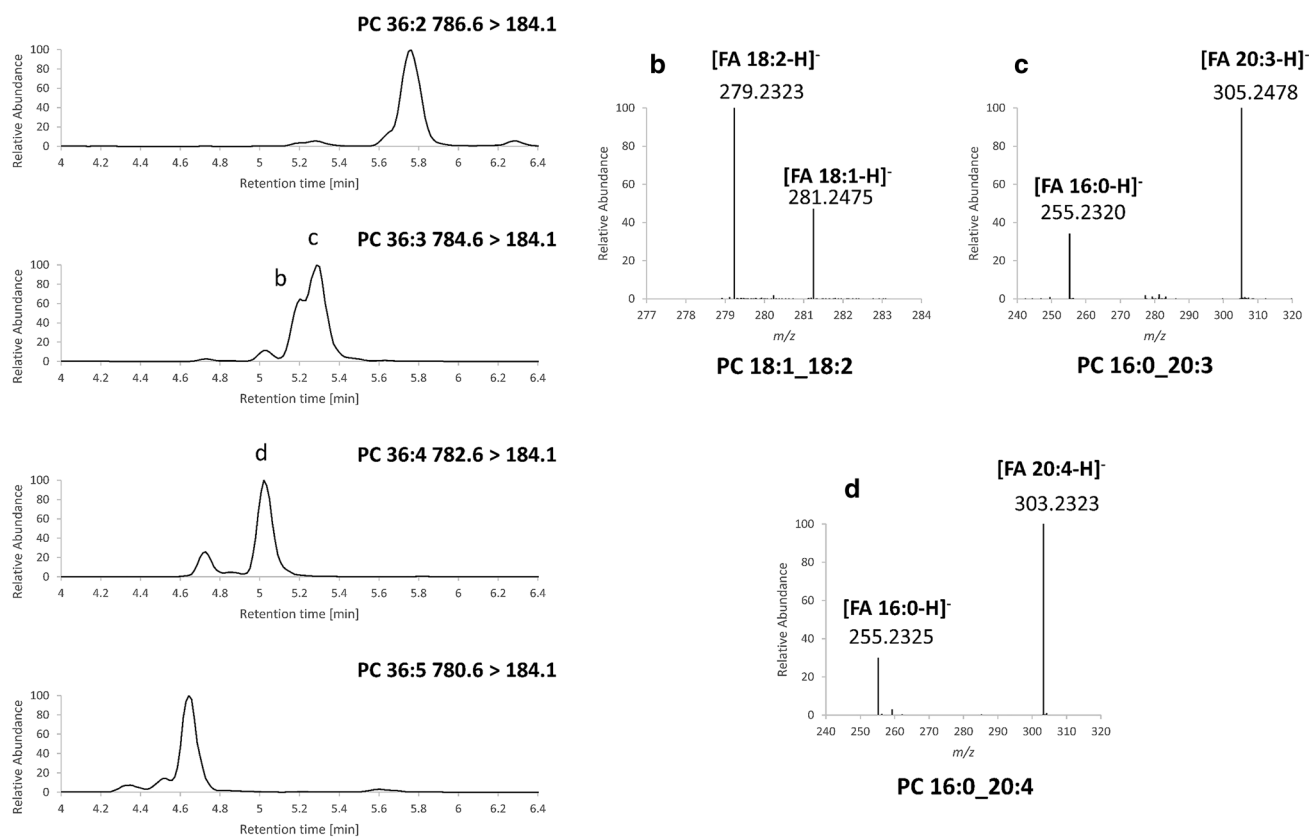 PC 36:2 786.6 > 184.1
Relative Abundance
100
80
60
40
20
0
4 4.2 4.4 4.6 4.8 5 5.2 5.4 5.6 5.8 6 6.2 6.4
Retention time [min]
PC 36:3 784.6 > 184.1
c
b
Relative Abundance
100
80
60
40
20
0
4 4.2 4.4 4.6 4.8 5 5.2 5.4 5.6 5.8 6 6.2 6.4
Retention time [min]
PC 36:4 782.6 > 184.1
d
Relative Abundance
100
80
60
40
20
0
4 4.2 4.4 4.6 4.8 5 5.2 5.4 5.6 5.8 6 6.2 6.4
Retention time [min]
PC 36:5 780.6 > 184.1
Relative Abundance
100
80
60
40
20
0
4 4.2 4.4 4.6 4.8 5 5.2 5.4 5.6 5.8 6 6.2 6.4
Retention time [min]
b
[FA 18:2-H]-
279.2323
[FA 18:1-H]-
281.2475
Relative Abundance
100
80
60
40
20
0
277 278 279 280 281 282 283 284
m/z
PC 18:1_18:2
c
[FA 20:3-H]-
305.2478
[FA 16:0-H]-
255.2320
Relative Abundance
100
80
60
40
20
0
240 250 260 270 280 290 300 310 320
m/z
PC 16:0_20:3
d
[FA 20:4-H]-
303.2323
[FA 16:0-H]-
255.2325
Relative Abundance
100
80
60
40
20
0
240 250 260 270 280 290 300 310 320
m/z
PC 16:0_20:4